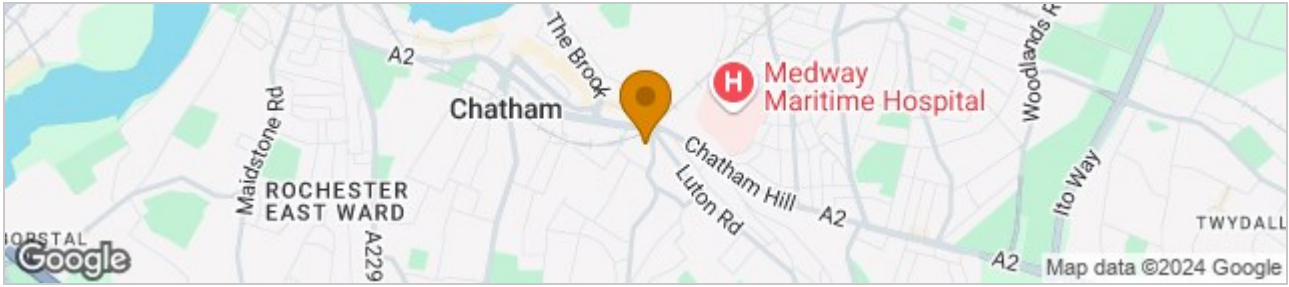 The Brook
A2
Woodlands R
Medway
Maritime Hospital
Chatham
Maidstone Rd
Chatham Hill
Luton Rd
Ito Way
ROCHESTER
EAST WARD
A2
TWYDALL
BORSTAL
A229
A2
Google
Map data ©2024 Google